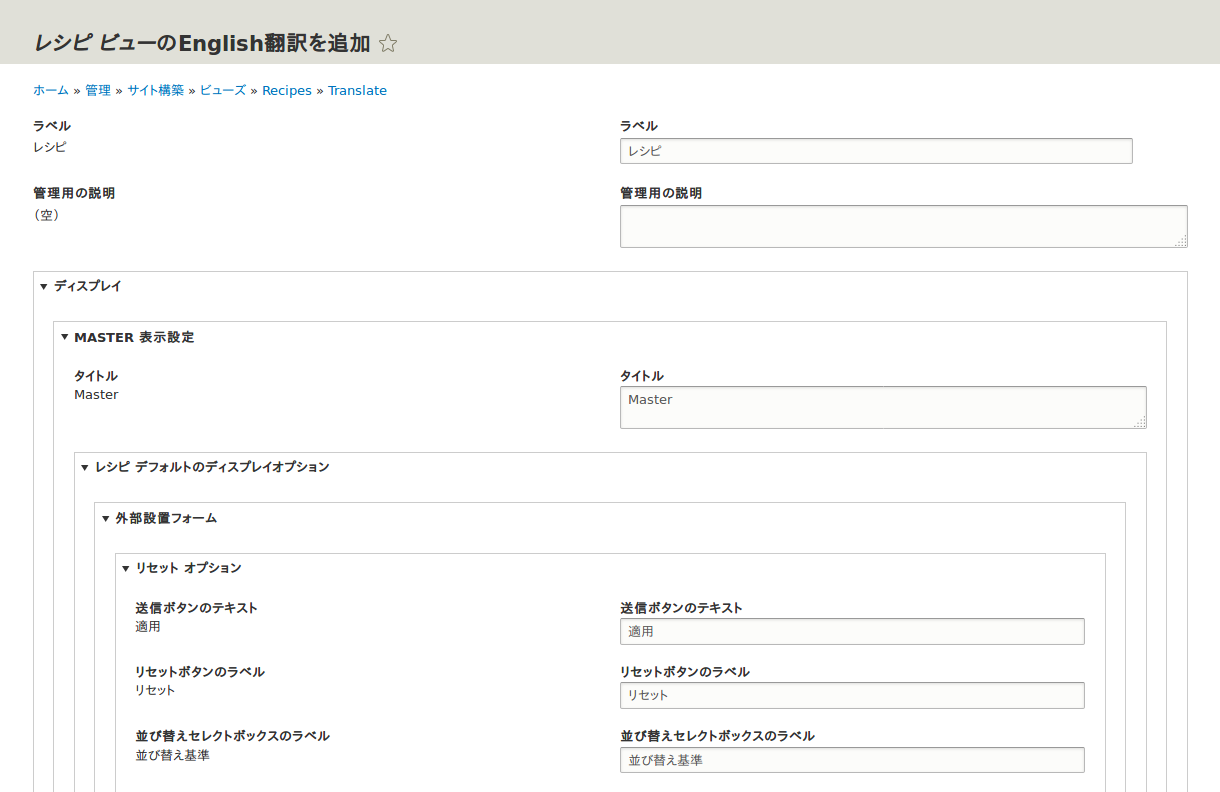 レシピ ビューのEnglish翻訳を追加
ホーム » 管理 » サイト構築 » ビューズ » Recipes » Translate
ラベル ラベル
レシピ レシピ
管理用の説明 管理用の説明
（空）
ディスプレイ
MASTER 表示設定
タイトル タイトル
Master Master
レシピ デフォルトのディスプレイオプション
外部設置フォーム
リセット オプション
送信ボタンのテキスト 送信ボタンのテキスト
適用 適用
リセットボタンのラベル リセットボタンのラベル
リセット リセット
並び替えセレクトボックスのラベル 並び替えセレクトボックスのラベル
並び替え基準 並び替え基準